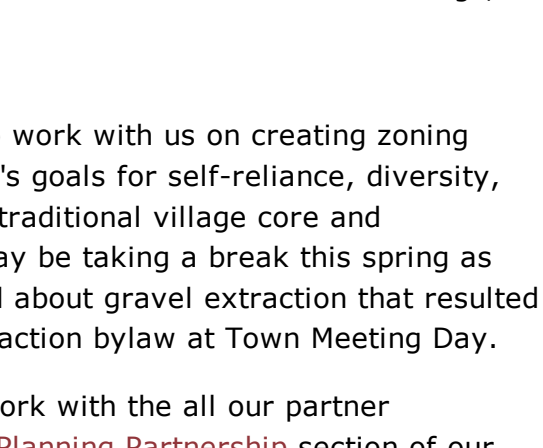 work with us on creating zoning
's goals for self-reliance, diversity,
traditional village core and
ay be taking a break this spring as
about gravel extraction that resulted
action bylaw at Town Meeting Day.
ork with the all our partner
Planning Partnership section of our